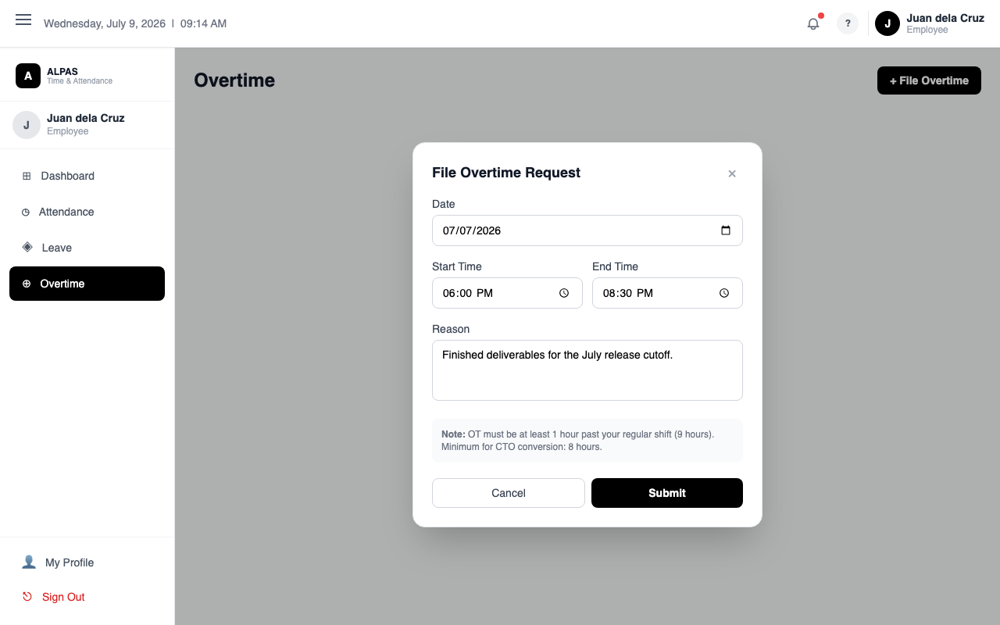 Wednesday, July 9, 2026 | 09:14 AM
?
J
Juan dela Cruz
Employee
A
ALPAS
Time & Attendance
J
Juan dela Cruz
Employee
Dashboard
Attendance
Leave
Overtime
My Profile
Sign Out
Overtime
+ File Overtime
File Overtime Request
×
Date
07/07/2026
Start Time
End Time
06:00 PM
08:30 PM
Reason
Finished deliverables for the July release cutoff.
Note: OT must be at least 1 hour past your regular shift (9 hours).
Minimum for CTO conversion: 8 hours.
Cancel
Submit